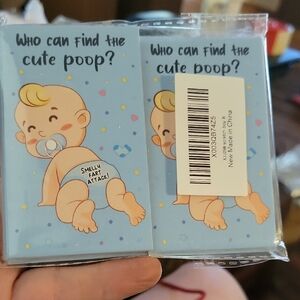 Who can find the
cute poop?
SMELLY
FART
ATTACK!
Who can find the
cute poop?
X003IQB74Z5
New Made in China